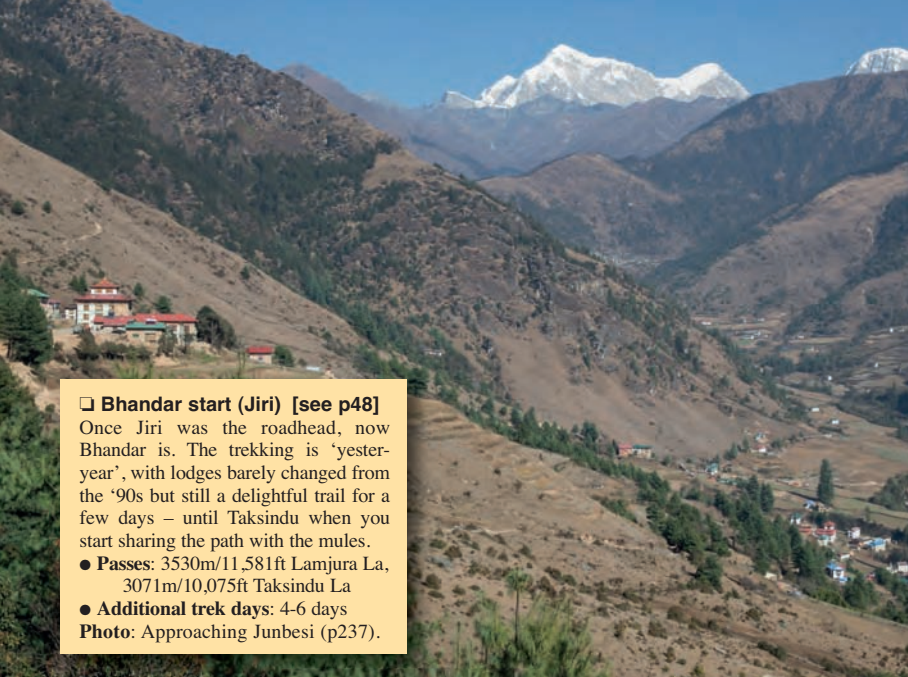 ❏ Bhandar start (Jiri) [see p48]
Once Jiri was the roadhead, now
Bhandar is. The trekking is ‘yester-
year’, with lodges barely changed from
the ‘90s but still a delightful trail for a
few days – until Taksindu when you
start sharing the path with the mules.
● Passes: 3530m/11,581ft Lamjura La,
3071m/10,075ft Taksindu La
● Additional trek days: 4-6 days
Photo: Approaching Junbesi (p237).